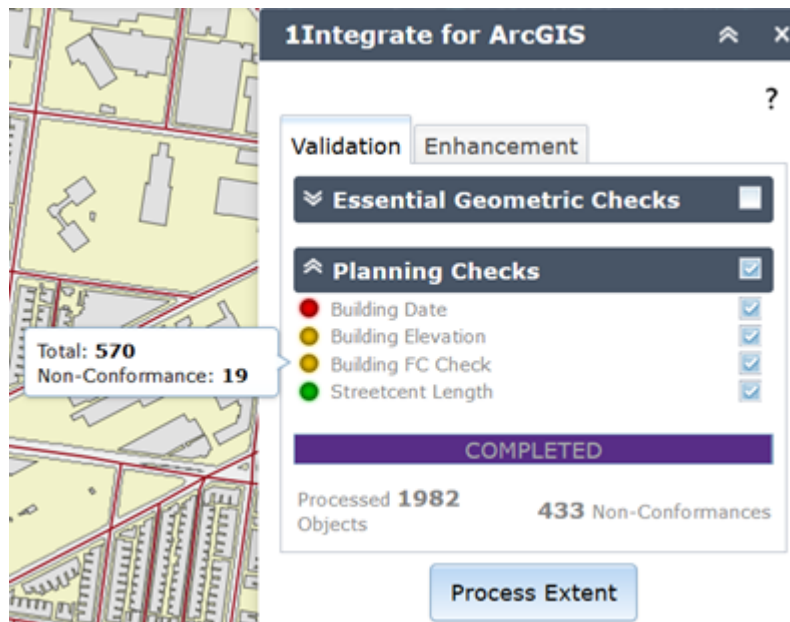 1Integrate for ArcGIS
?
Validation Enhancement
Essential Geometric Checks
Planning Checks
Building Date
Building Elevation
Building FC Check
Streetcent Length
Total: 570
Non-Conformance: 19
COMPLETED
Processed 1982
Objects
433 Non-Conformances
Process Extent